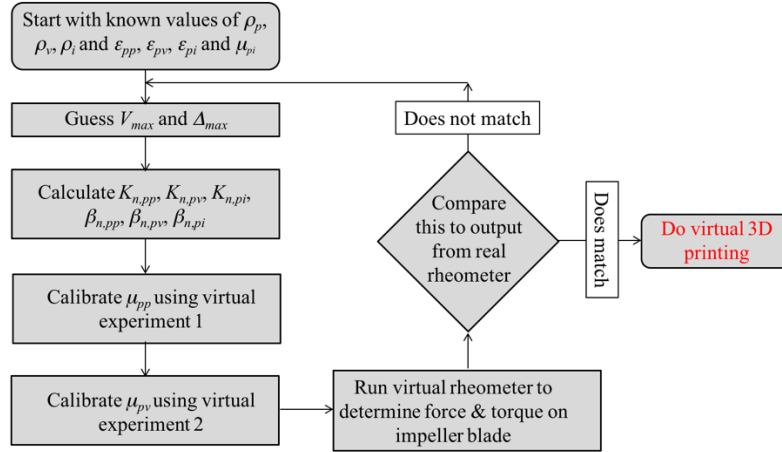 Start with known values of ρp,
ρv, ρi and εpp, εpv, εpi and μpi
Guess Vmax and Δmax
Calculate Kn,pp, Kn,pv, Kn,pi,
βn,pp, βn,pv, βn,pi
Calibrate μpp using virtual
experiment 1
Calibrate μpv using virtual
experiment 2
Run virtual rheometer to
determine force & torque on
impeller blade
Compare
this to output
from real
rheometer
Does not match
Does match
Do virtual 3D
printing